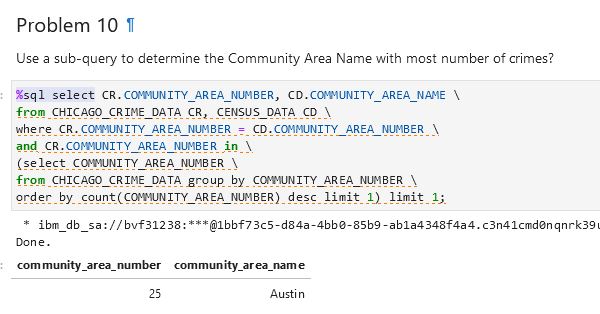 Problem 10 ¶
Use a sub-query to determine the Community Area Name with most number of crimes?
%sql select CR.COMMUNITY_AREA_NUMBER, CD.COMMUNITY_AREA_NAME \
from CHICAGO_CRIME_DATA CR, CENSUS_DATA CD \
where CR.COMMUNITY_AREA_NUMBER = CD.COMMUNITY_AREA_NUMBER \
and CR.COMMUNITY_AREA_NUMBER in \
(select COMMUNITY_AREA_NUMBER \
from CHICAGO_CRIME_DATA group by COMMUNITY_AREA_NUMBER \
order by count(COMMUNITY_AREA_NUMBER) desc limit 1) limit 1;
* ibm_db_sa://bvf31238:***@1bbf73c5-d84a-4bb0-85b9-ab1a4348f4a4.c3n41cmd0nqnrk39u
Done.
community_area_number community_area_name
25 Austin